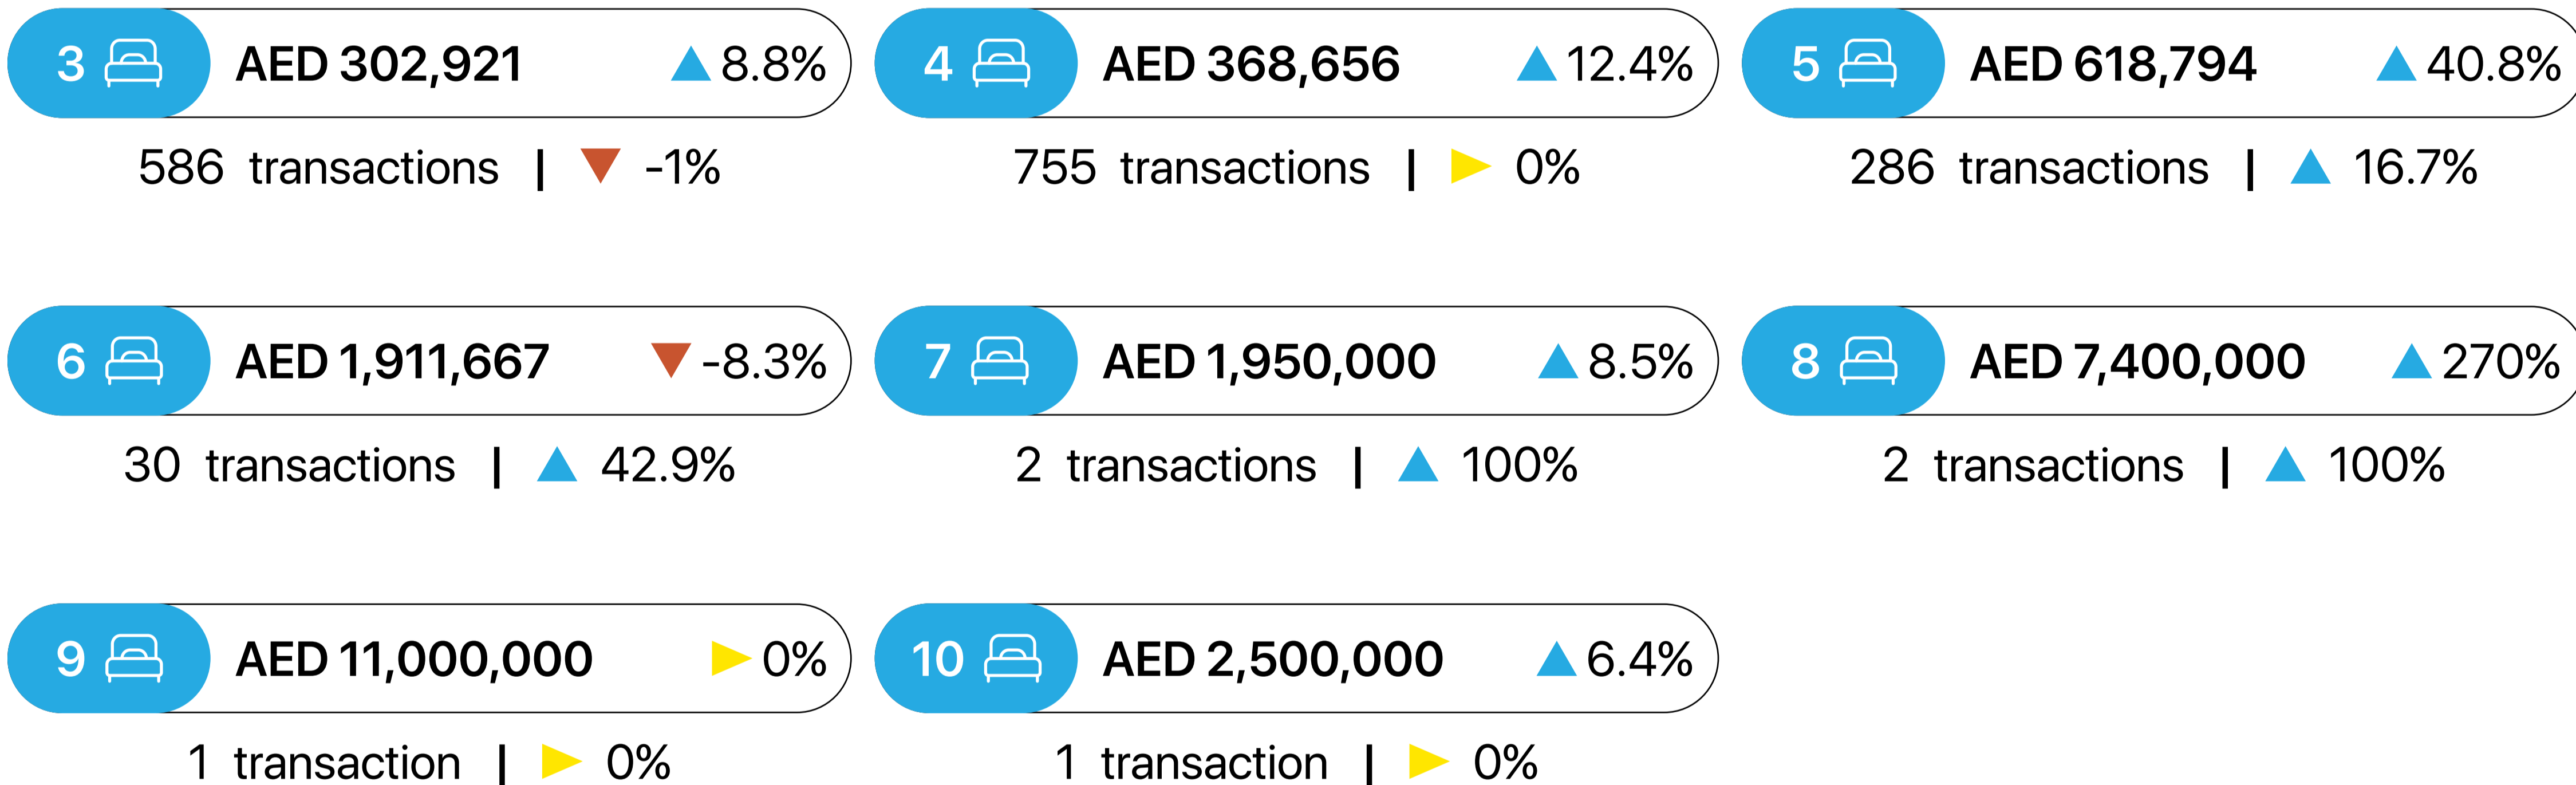 3 AED 302,921 8.8%
586 transactions | -1%
4 AED 368,656 12.4%
755 transactions | 0%
5 AED 618,794 40.8%
286 transactions | 16.7%
6 AED 1,911,667 -8.3%
30 transactions | 42.9%
7 AED 1,950,000 8.5%
2 transactions | 100%
8 AED 7,400,000 270%
2 transactions | 100%
9 AED 11,000,000 0%
1 transaction | 0%
10 AED 2,500,000 6.4%
1 transaction | 0%